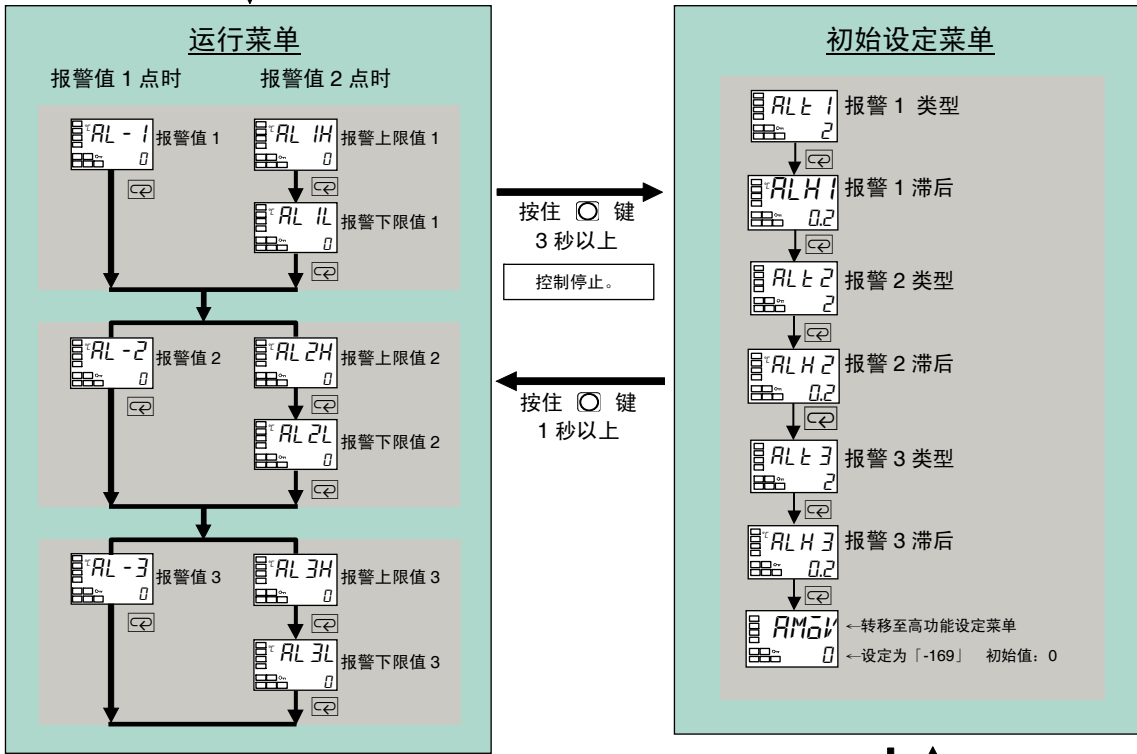 运行菜单
报警值 1 点时
报警值 2 点时
℃ AL - 1
0
报警值 1
℃ AL 1H
0
报警上限值 1
℃ AL 1L
0
报警下限值 1
℃ AL - 2
0
报警值 2
℃ AL 2H
0
报警上限值 2
℃ AL 2L
0
报警下限值 2
℃ AL - 3
0
报警值 3
℃ AL 3H
0
报警上限值 3
℃ AL 3L
0
报警下限值 3
按住 键
3 秒以上
控制停止。
按住 键
1 秒以上
初始设定菜单
ALt 1
2
报警 1 类型
℃ ALH 1
0.2
报警 1 滞后
ALt 2
2
报警 2 类型
℃ ALH 2
0.2
报警 2 滞后
ALt 3
2
报警 3 类型
℃ ALH 3
0.2
报警 3 滞后
AMoV
0
←转移至高功能设定菜单
←设定为「-169」 初始值：0